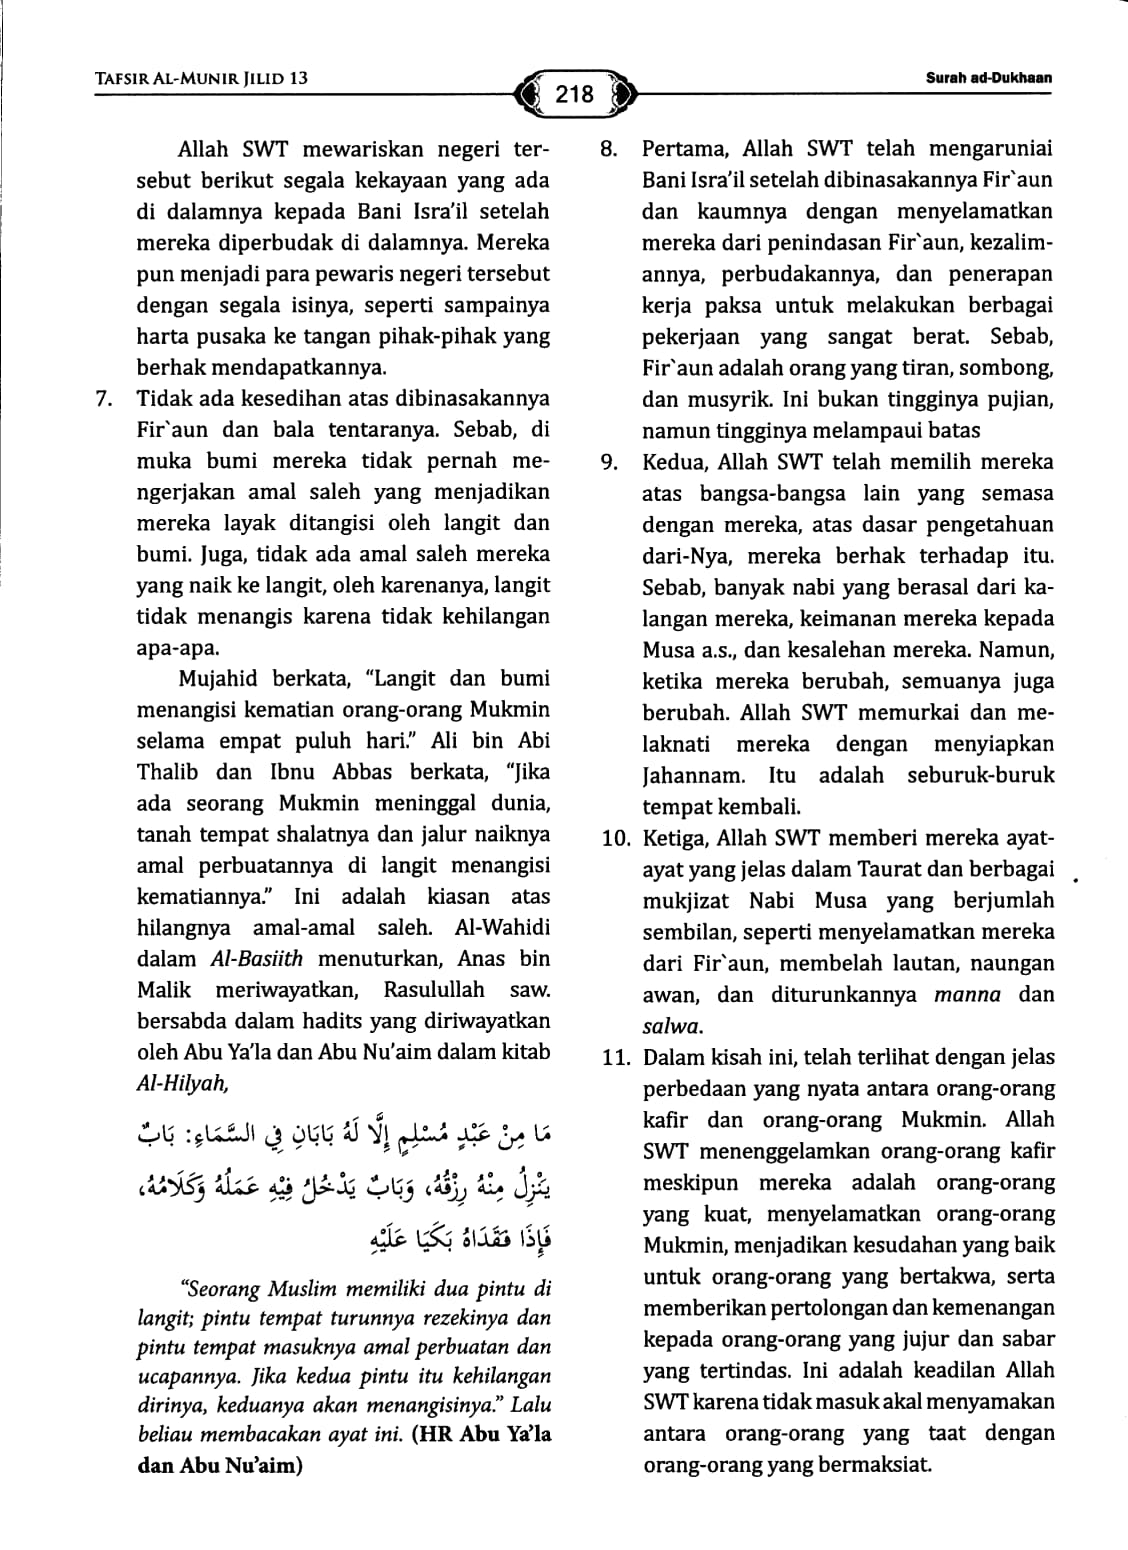 TAFSIR AL-MUNIR JILID 13
218
Surah ad-Dukhaan
Allah SWT mewariskan negeri ter-
sebut berikut segala kekayaan yang ada
di dalamnya kepada Bani Isra'il setelah
mereka diperbudak di dalamnya. Mereka
pun menjadi para pewaris negeri tersebut
dengan segala isinya, seperti sampainya
harta pusaka ke tangan pihak-pihak yang
berhak mendapatkannya.
7. Tidak ada kesedihan atas dibinasakannya
Fir`aun dan bala tentaranya. Sebab, di
muka bumi mereka tidak pernah me-
ngerjakan amal saleh yang menjadikan
mereka layak ditangisi oleh langit dan
bumi. Juga, tidak ada amal saleh mereka
yang naik ke langit, oleh karenanya, langit
tidak menangis karena tidak kehilangan
apa-apa.
Mujahid berkata, “Langit dan bumi
menangisi kematian orang-orang Mukmin
selama empat puluh hari.” Ali bin Abi
Thalib dan Ibnu Abbas berkata, “Jika
ada seorang Mukmin meninggal dunia,
tanah tempat shalatnya dan jalur naiknya
amal perbuatannya di langit menangisi
kematiannya.” Ini adalah kiasan atas
hilangnya amal-amal saleh. Al-Wahidi
dalam Al-Basiith menuturkan, Anas bin
Malik meriwayatkan, Rasulullah saw.
bersabda dalam hadits yang diriwayatkan
oleh Abu Ya'la dan Abu Nu'aim dalam kitab
Al-Hilyah,
مَا مِنْ عَبْدٍ مُسْلِمٍ إِلَّا لَهُ بَابَانِ فِي السَّمَاءِ: بَابٌ
يَنْزِلُ مِنْهُ رِزْقُهُ، وَبَابٌ يَدْخُلُ فِيْهِ عَمَلُهُ وَكَلَامُهُ،
فَإِذَا فَقَدَاهُ بَكَيَا عَلَيْهِ
“Seorang Muslim memiliki dua pintu di
langit; pintu tempat turunnya rezekinya dan
pintu tempat masuknya amal perbuatan dan
ucapannya. Jika kedua pintu itu kehilangan
dirinya, keduanya akan menangisinya.” Lalu
beliau membacakan ayat ini. (HR Abu Ya’la
dan Abu Nu’aim)
8. Pertama, Allah SWT telah mengaruniai
Bani Isra'il setelah dibinasakannya Fir`aun
dan kaumnya dengan menyelamatkan
mereka dari penindasan Fir`aun, kezalim-
annya, perbudakannya, dan penerapan
kerja paksa untuk melakukan berbagai
pekerjaan yang sangat berat. Sebab,
Fir`aun adalah orang yang tiran, sombong,
dan musyrik. Ini bukan tingginya pujian,
namun tingginya melampaui batas
9. Kedua, Allah SWT telah memilih mereka
atas bangsa-bangsa lain yang semasa
dengan mereka, atas dasar pengetahuan
dari-Nya, mereka berhak terhadap itu.
Sebab, banyak nabi yang berasal dari ka-
langan mereka, keimanan mereka kepada
Musa a.s., dan kesalehan mereka. Namun,
ketika mereka berubah, semuanya juga
berubah. Allah SWT memurkai dan me-
laknati mereka dengan menyiapkan
Jahannam. Itu adalah seburuk-buruk
tempat kembali.
10. Ketiga, Allah SWT memberi mereka ayat-
ayat yang jelas dalam Taurat dan berbagai
mukjizat Nabi Musa yang berjumlah
sembilan, seperti menyelamatkan mereka
dari Fir`aun, membelah lautan, naungan
awan, dan diturunkannya manna dan
salwa.
11. Dalam kisah ini, telah terlihat dengan jelas
perbedaan yang nyata antara orang-orang
kafir dan orang-orang Mukmin. Allah
SWT menenggelamkan orang-orang kafir
meskipun mereka adalah orang-orang
yang kuat, menyelamatkan orang-orang
Mukmin, menjadikan kesudahan yang baik
untuk orang-orang yang bertakwa, serta
memberikan pertolongan dan kemenangan
kepada orang-orang yang jujur dan sabar
yang tertindas. Ini adalah keadilan Allah
SWT karena tidak masuk akal menyamakan
antara orang-orang yang taat dengan
orang-orang yang bermaksiat.